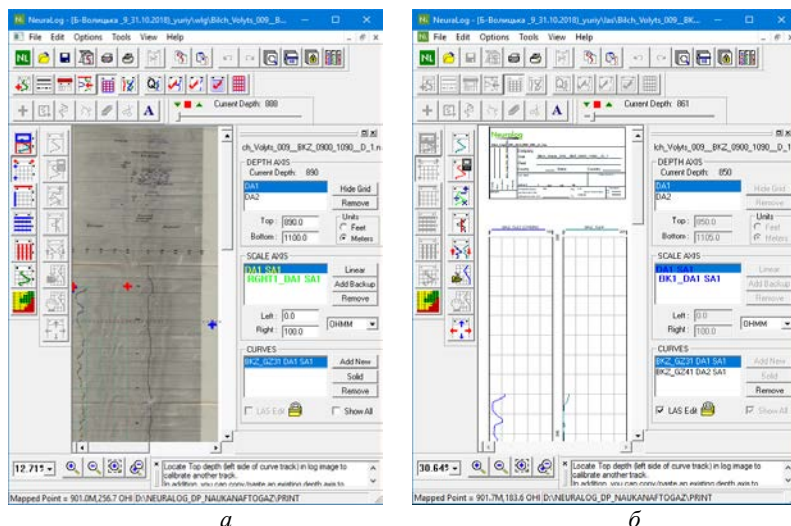 NeuraLog - [Б-Волицька _9_31.10.2018)_yuriy\wlg\Bilch_Volyts_009__B...
File Edit Options Tools View Help
Current Depth: 888
ch_Volyts_009__BKZ_0900_1090__D_1.n
DEPTH AXIS
Current Depth: 890
DA1
DA2
Hide Grid
Remove
Top: 890.0
Bottom: 1100.0
Units
Feet
Meters
SCALE AXIS
DA1 SA1
RGHT1_DA1 SA1
Linear
Add Backup
Remove
Left: 0.0
Right: 100.0
OHMM
CURVES
BKZ_GZ31 DA1 SA1
Add New
Solid
Remove
LAS Edit
Show All
12.71%
Locate Top depth (left side of curve track) in log image to
calibrate another track.
In addition, you can copy/paste an existing depth axis to
Mapped Point = 901.0M,256.7 OHI D:\NEURALOG_DP_NAUKANAFTOGAZ\PRINT
а
NeuraLog - [Б-Волицька _9_31.10.2018)_yuriy\las\Bilch_Volyts_009__BK...
File Edit Options Tools View Help
Current Depth: 861
Neuralog
lch_Volyts_009__BKZ_0900_1090__D_1
DEPTH AXIS
Current Depth: 850
DA1
DA2
Hide Grid
Remove
Top: 850.0
Bottom: 1105.0
Units
Feet
Meters
SCALE AXIS
DA1 SA1
BK1_DA1 SA1
Linear
Add Backup
Remove
Left: 0.0
Right: 100.0
OHMM
CURVES
BKZ_GZ31 DA1 SA1
BKZ_GZ41 DA2 SA1
Add New
Solid
Remove
LAS Edit
Show All
30.64%
Locate Top depth (left side of curve track) in log image to
calibrate another track.
In addition, you can copy/paste an existing depth axis to
Mapped Point = 901.7M,183.6 OHI D:\NEURALOG_DP_NAUKANAFTOGAZ\PRINT
б